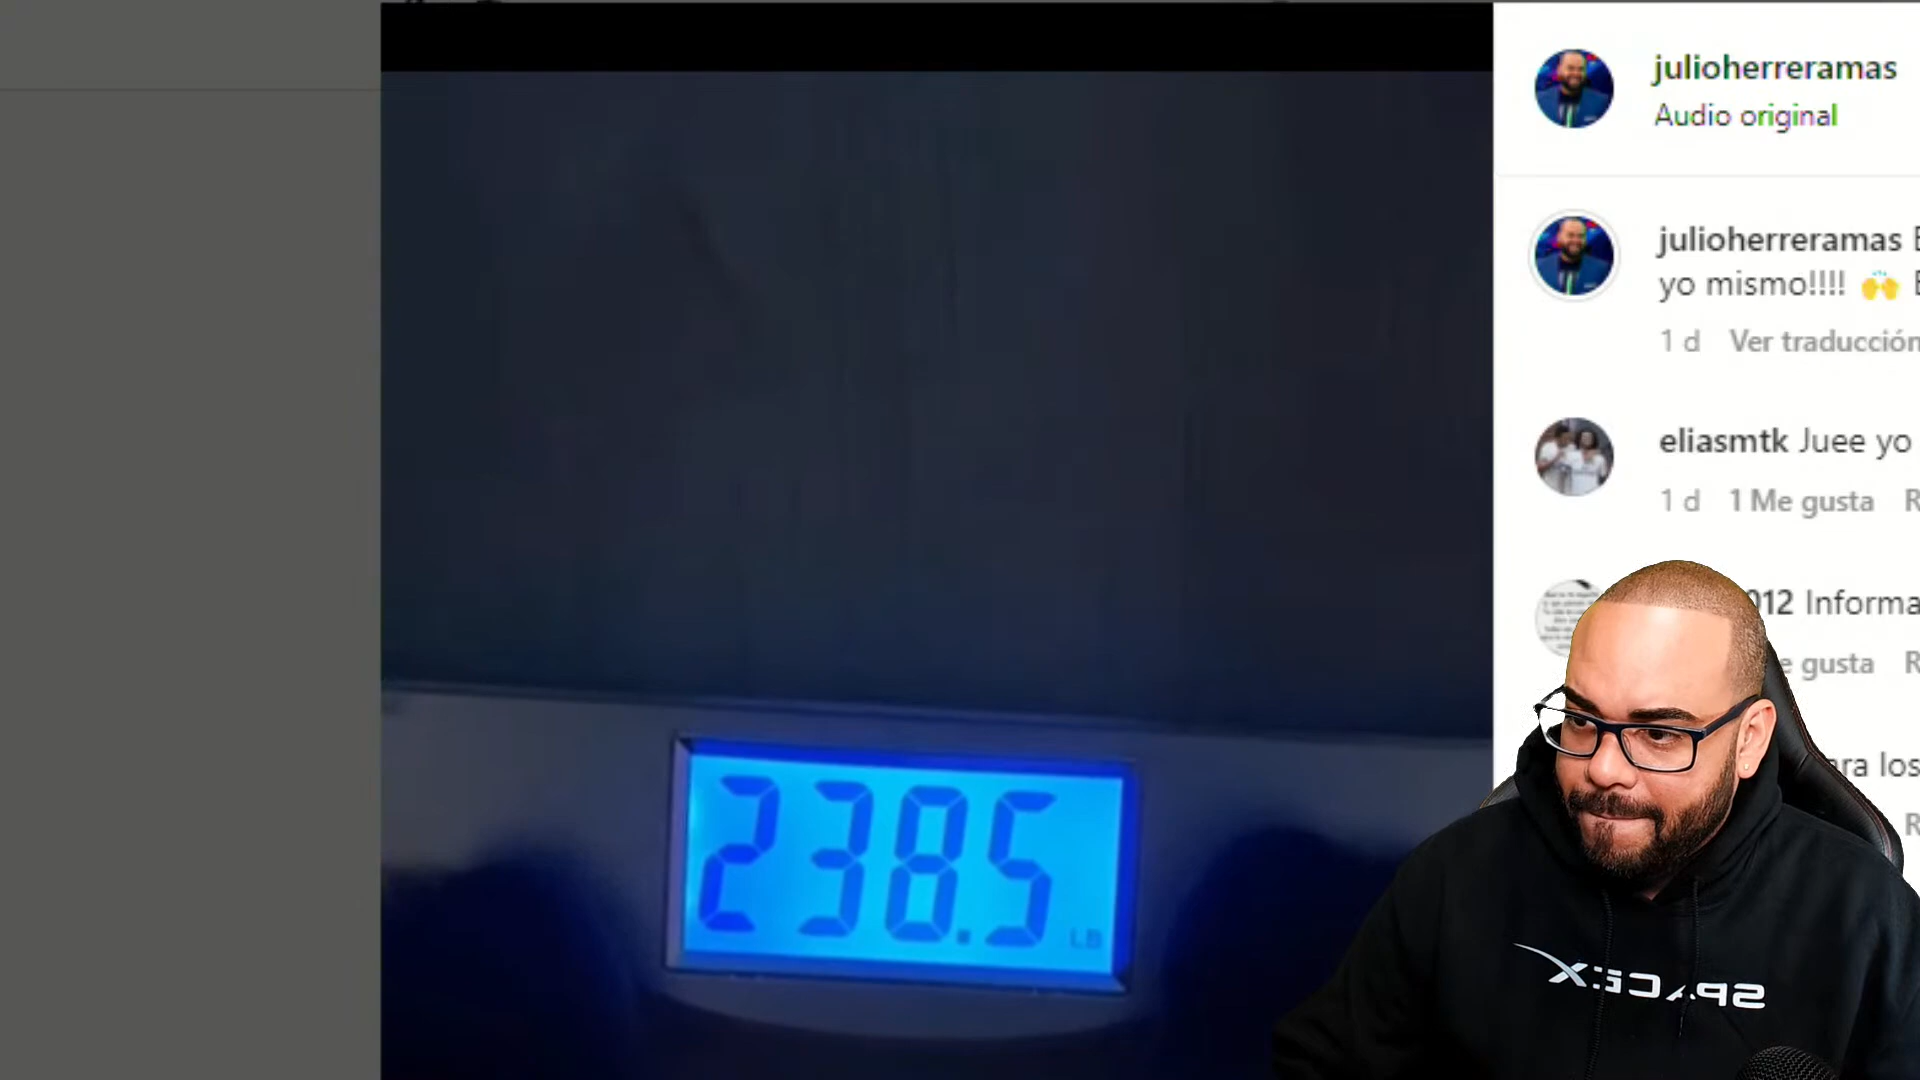 julioherreramas
Audio original
julioherreramas
yo mismo!!!!
1 d Ver traducción
eliasmtk Juee yo
1 d 1 Me gusta
012 Informa
gusta
ra los
238.5
LB
SPACEX